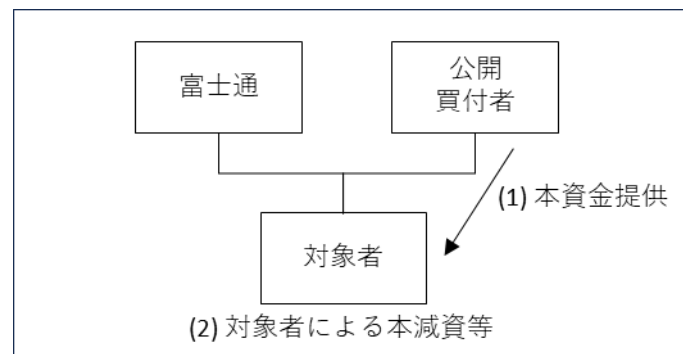 富士通
公開
買付者
(1) 本資金提供
対象者
(2) 対象者による本減資等